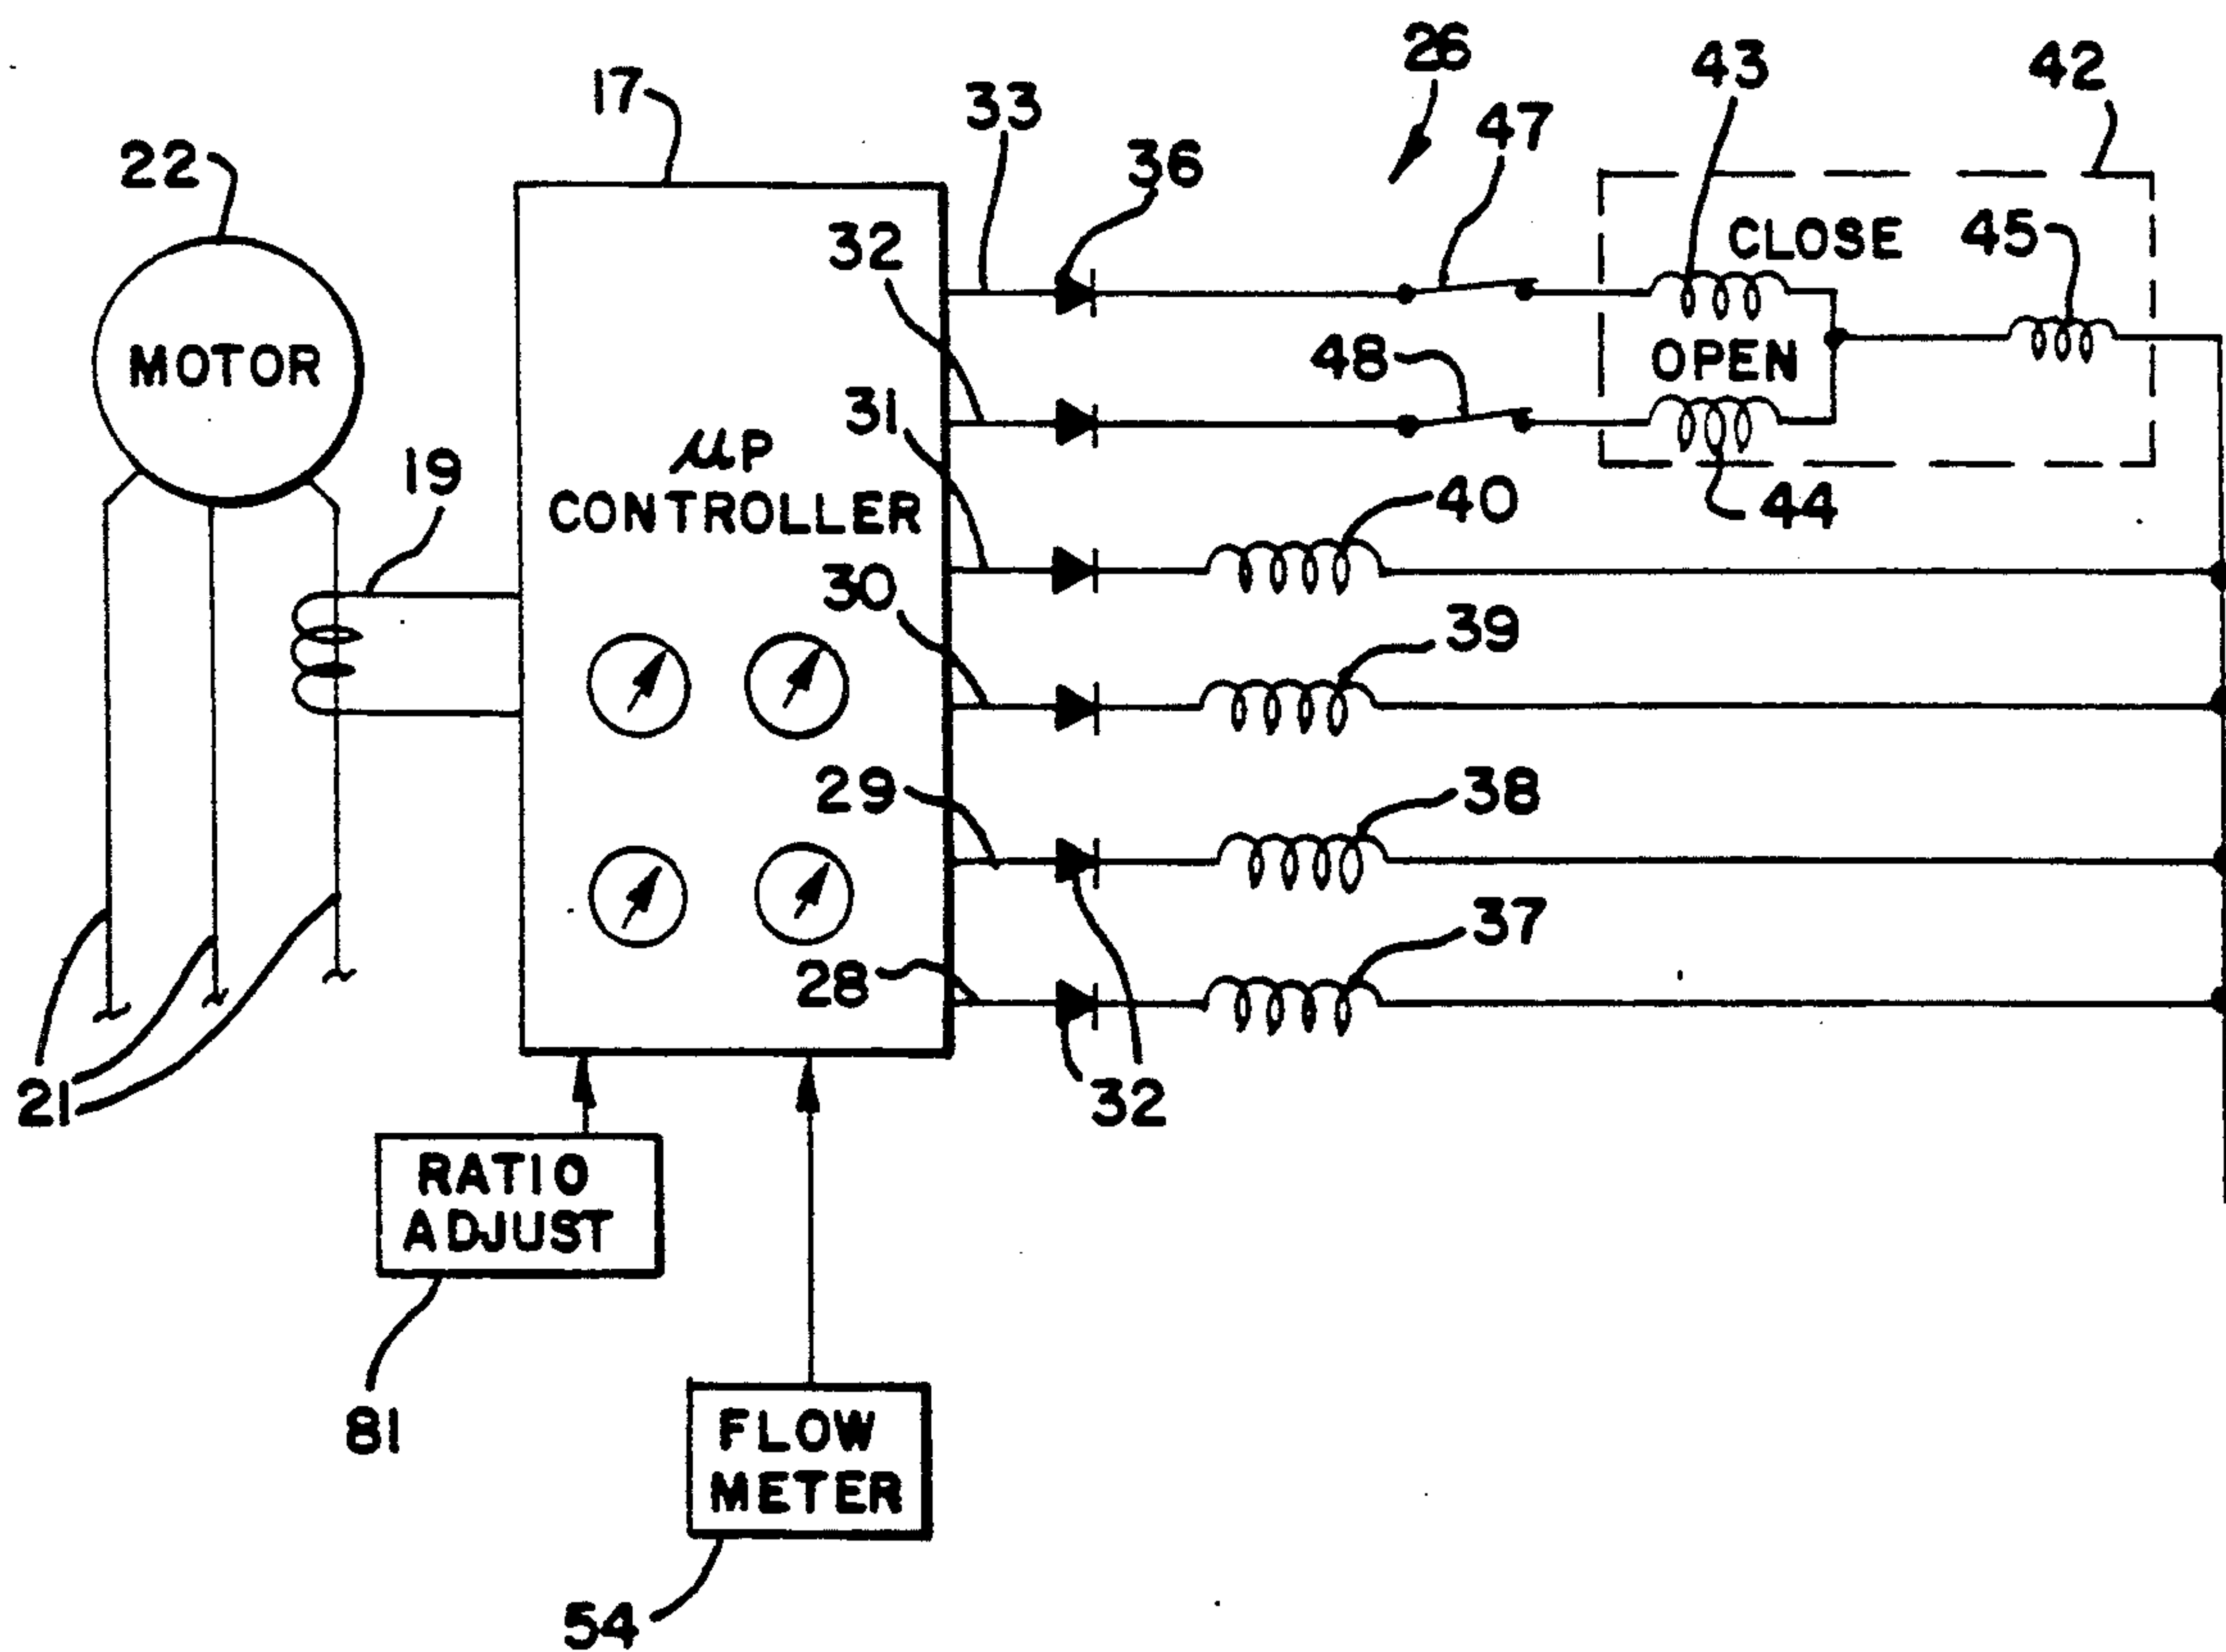 26
43
42
17
33
47
22
36
32
CLOSE
45
MOTOR
48
OPEN
31
19
μP
CONTROLLER
40
44
30
39
29
38
28
37
21
32
RATIO
ADJUST
81
FLOW
METER
54